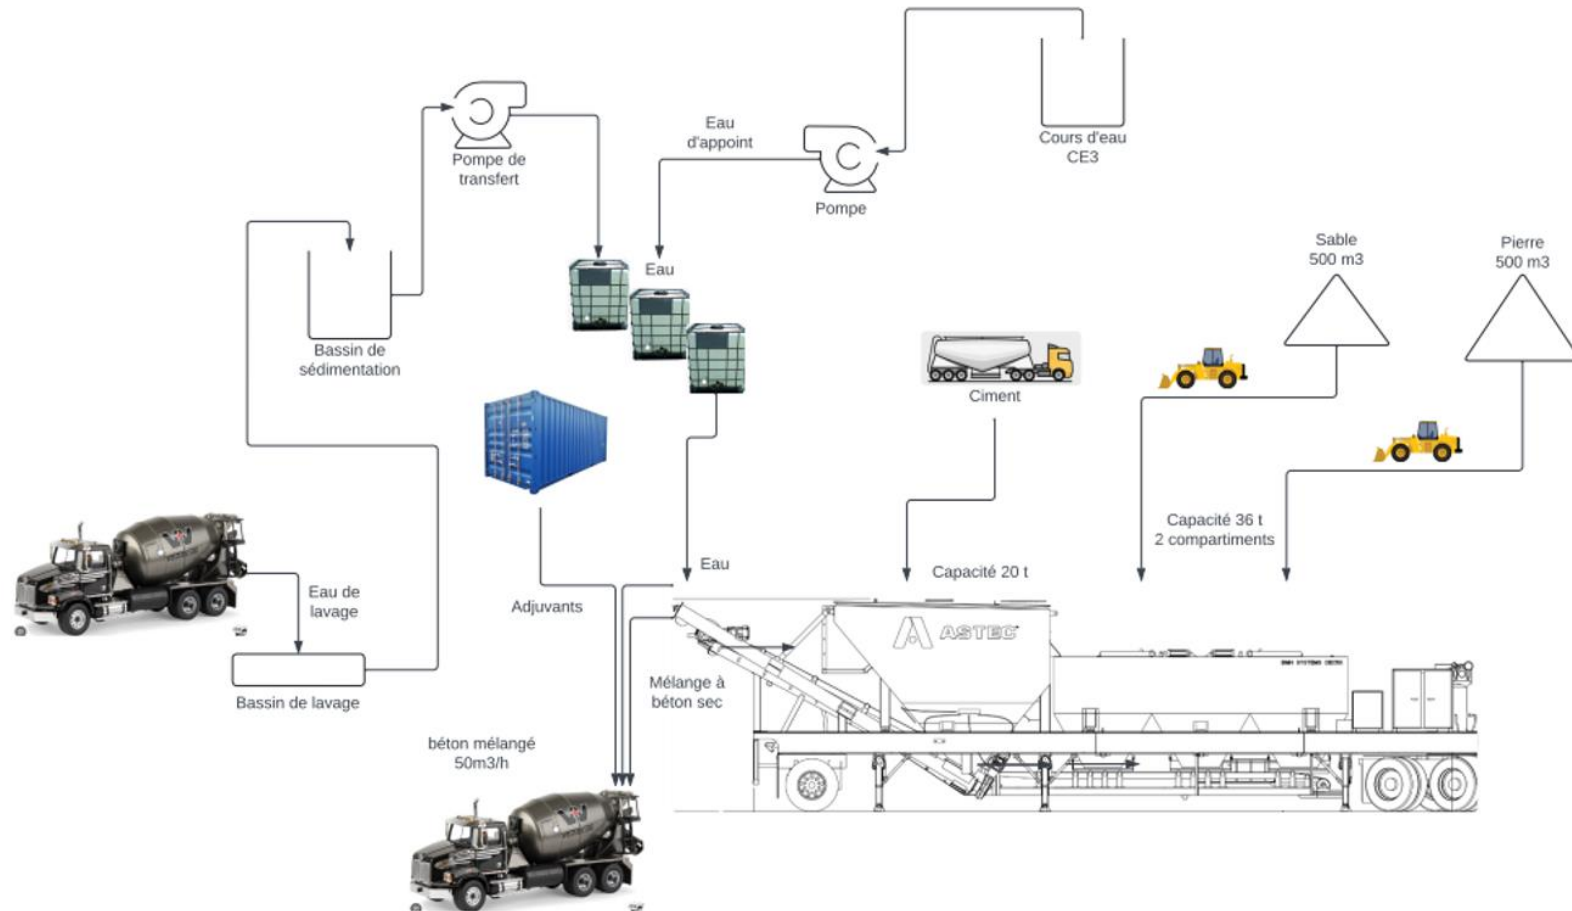 Eau
d'appoint
Cours d'eau
CE3
Pompe de
transfert
Pompe
Sable
500 m3
Pierre
500 m3
Eau
Bassin de
sédimentation
Ciment
Capacité 36 t
2 compartiments
Eau
Capacité 20 t
Adjuvants
Eau de
lavage
ASTEC
Mélange à
béton sec
Bassin de lavage
béton mélangé
50m3/h